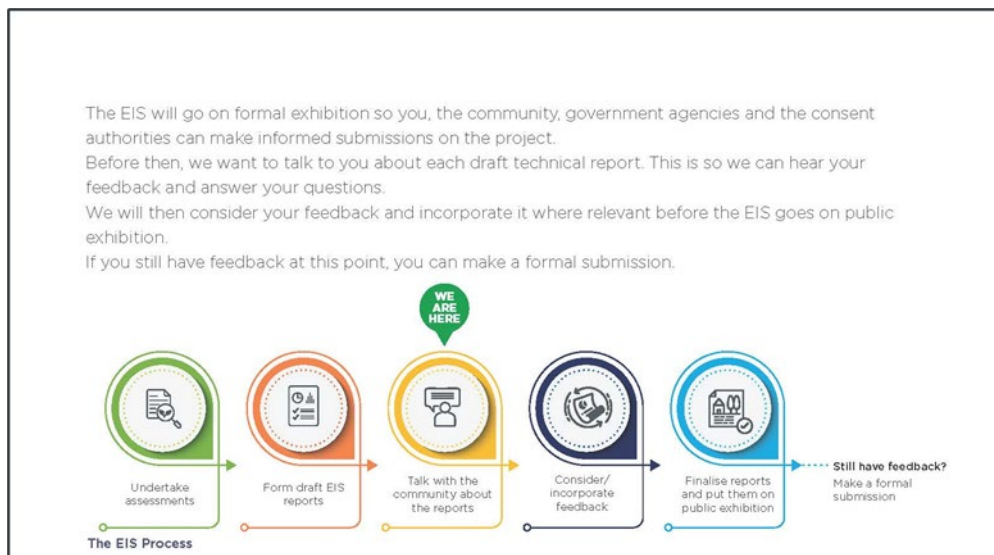 The EIS will go on formal exhibition so you, the community, government agencies and the consent
authorities can make informed submissions on the project.
Before then, we want to talk to you about each draft technical report. This is so we can hear your
feedback and answer your questions.
We will then consider your feedback and incorporate it where relevant before the EIS goes on public
exhibition.
If you still have feedback at this point, you can make a formal submission.
WE
ARE
HERE
Undertake
assessments
Form draft EIS
reports
Talk with the
community about
the reports
Consider/
incorporate
feedback
Finalise reports
and put them on
public exhibition
Still have feedback?
Make a formal
submission
The EIS Process